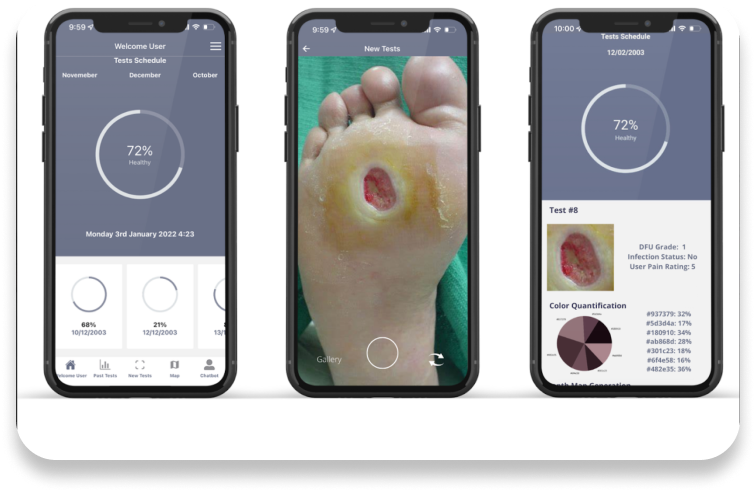 9:59
Welcome User
Tests Schedule
Novemeber December October
72%
Healthy
Monday 3rd January 2022 4:23
68%
10/12/2003
21%
12/12/2003
13/1
Welcome User Past Tests New Tests Map Chatbot
9:59
New Tests
Gallery
10:00
Tests Schedule
12/02/2003
72%
Healthy
Test #8
DFU Grade: 1
Infection Status: No
User Pain Rating: 5
Color Quantification
#937379: 32%
#5d3d4a: 17%
#180910: 34%
#ab868d: 28%
#301c23: 18%
#6f4e58: 16%
#482e35: 36%